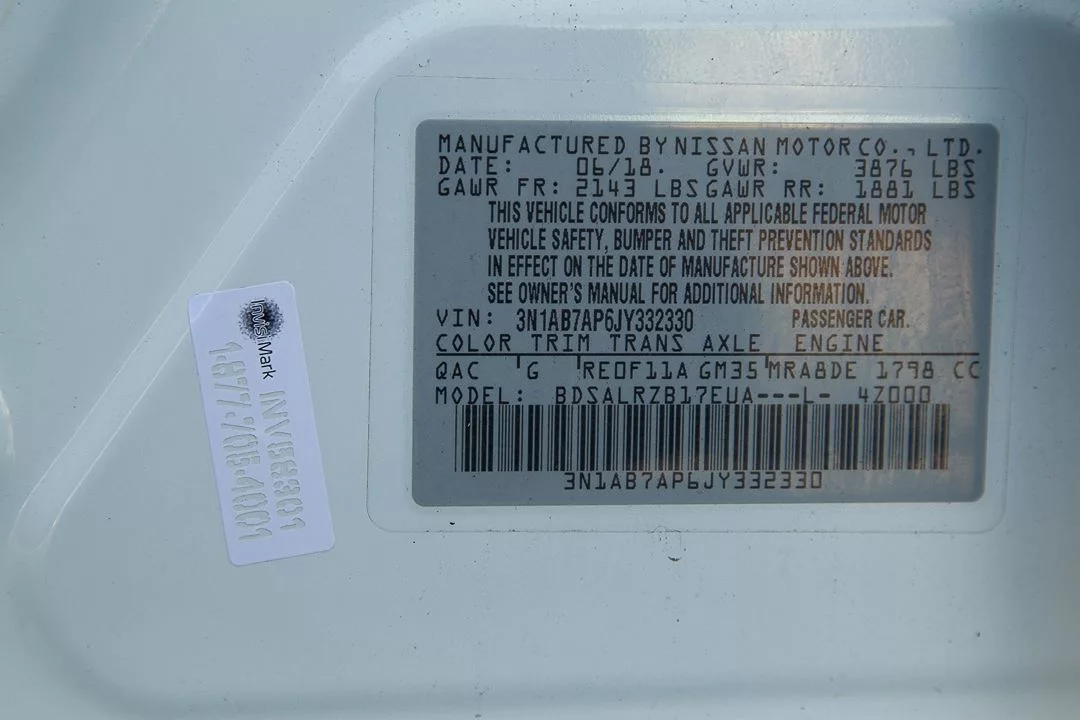 MANUFACTURED BY NISSAN MOTOR CO., LTD.
DATE: 06/18. GVWR: 3876 LBS
GAWR FR: 2143 LBS GAWR RR: 1881 LBS
THIS VEHICLE CONFORMS TO ALL APPLICABLE FEDERAL MOTOR
VEHICLE SAFETY, BUMPER AND THEFT PREVENTION STANDARDS
IN EFFECT ON THE DATE OF MANUFACTURE SHOWN ABOVE.
SEE OWNER'S MANUAL FOR ADDITIONAL INFORMATION.
VIN: 3N1AB7AP6JY332330 PASSENGER CAR.
COLOR TRIM TRANS AXLE ENGINE
QAC G RE0F11A GM35 MRA8DE 1798 CC
MODEL: BDSALRZB17EUA---L- 4Z000
3N1AB7AP6JY332330
InvisiMark
1.877.705.4001